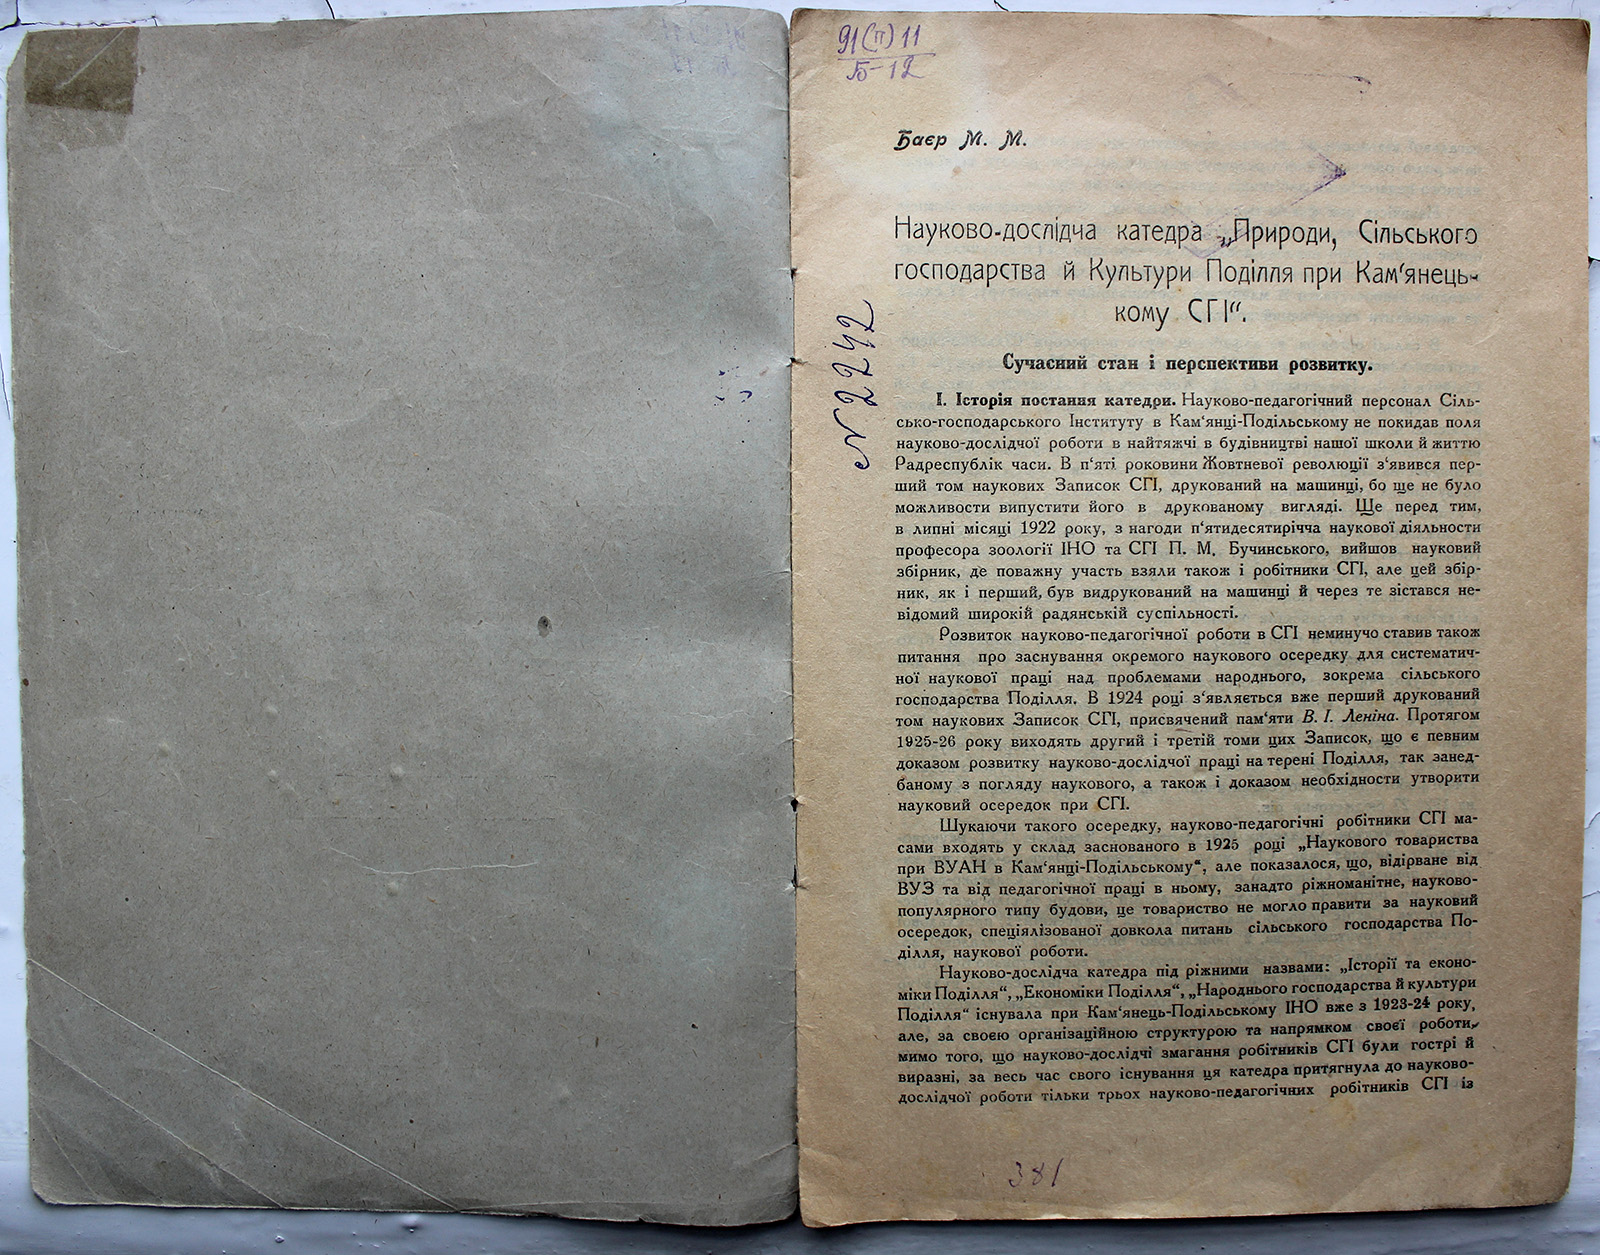 91(п)11
Б-12
Баєр М. М.
Науково-дослідча катедра „Природи, Сільського
господарства й Культури Поділля при Кам'янець-
кому СГІ“.
№ 2242
Сучасний стан і перспективи розвитку.
I. Історія постання катедри. Науково-педагогічний персонал Сіль-
сько-господарського Інституту в Кам'янці-Подільському не покидав поля
науково-дослідчої роботи в найтяжчі в будівництві нашої школи й життю
Радреспублік часи. В п'яті роковини Жовтневої революції з'явився пер-
ший том наукових Записок СГІ, друкований на машинці, бо ще не було
можливости випустити його в друкованому вигляді. Ще перед тим,
в липні місяці 1922 року, з нагоди п'ятидесятирічча наукової діяльности
професора зоології ІНО та СГІ П. М. Бучинського, вийшов науковий
збірник, де поважну участь взяли також і робітники СГІ, але цей збір-
ник, як і перший, був видрукований на машинці й через те зістався не-
відомий широкій радянській суспільності.
Розвиток науково-педагогічної роботи в СГІ неминучо ставив також
питання про заснування окремого наукового осередку для систематич-
ної наукової праці над проблемами народнього, зокрема сільського
господарства Поділля. В 1924 році з'являється вже перший друкований
том наукових Записок СГІ, присвячений пам'яти В. І. Леніна. Протягом
1925-26 року виходять другий і третій томи цих Записок, що є певним
доказом розвитку науково-дослідчої праці на терені Поділля, так занед-
баному з погляду наукового, а також і доказом необхідности утворити
науковий осередок при СГІ.
Шукаючи такого осередку, науково-педагогічні робітники СГІ ма-
сами входять у склад заснованого в 1925 році „Наукового товариства
при ВУАН в Кам'янці-Подільському“, але показалося, що, відірване від
ВУЗ та від педагогічної праці в ньому, занадто ріжноманітне, науково-
популярного типу будови, це товариство не могло правити за науковий
осередок, спеціялізованої довкола питань сільського господарства По-
ділля, наукової роботи.
Науково-дослідча катедра під ріжними назвами: „Історії та еконо-
міки Поділля“, „Економіки Поділля“, „Народнього господарства й культури
Поділля“ існувала при Кам'янець-Подільському ІНО вже з 1923-24 року,
але, за своєю організаційною структурою та напрямком своєї роботи,
мимо того, що науково-дослідчі змагання робітників СГІ були гострі й
виразні, за весь час свого існування ця катедра притягнула до науково-
дослідчої роботи тільки трьох науково-педагогічних робітників СГІ із
381